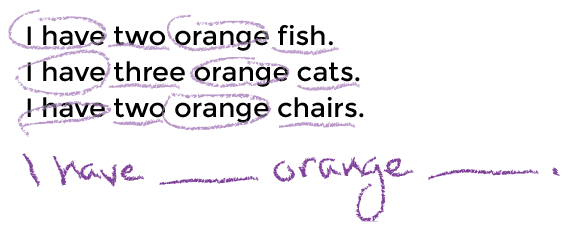 I have two orange fish.
I have three orange cats.
I have two orange chairs.
I have ___ orange ___.